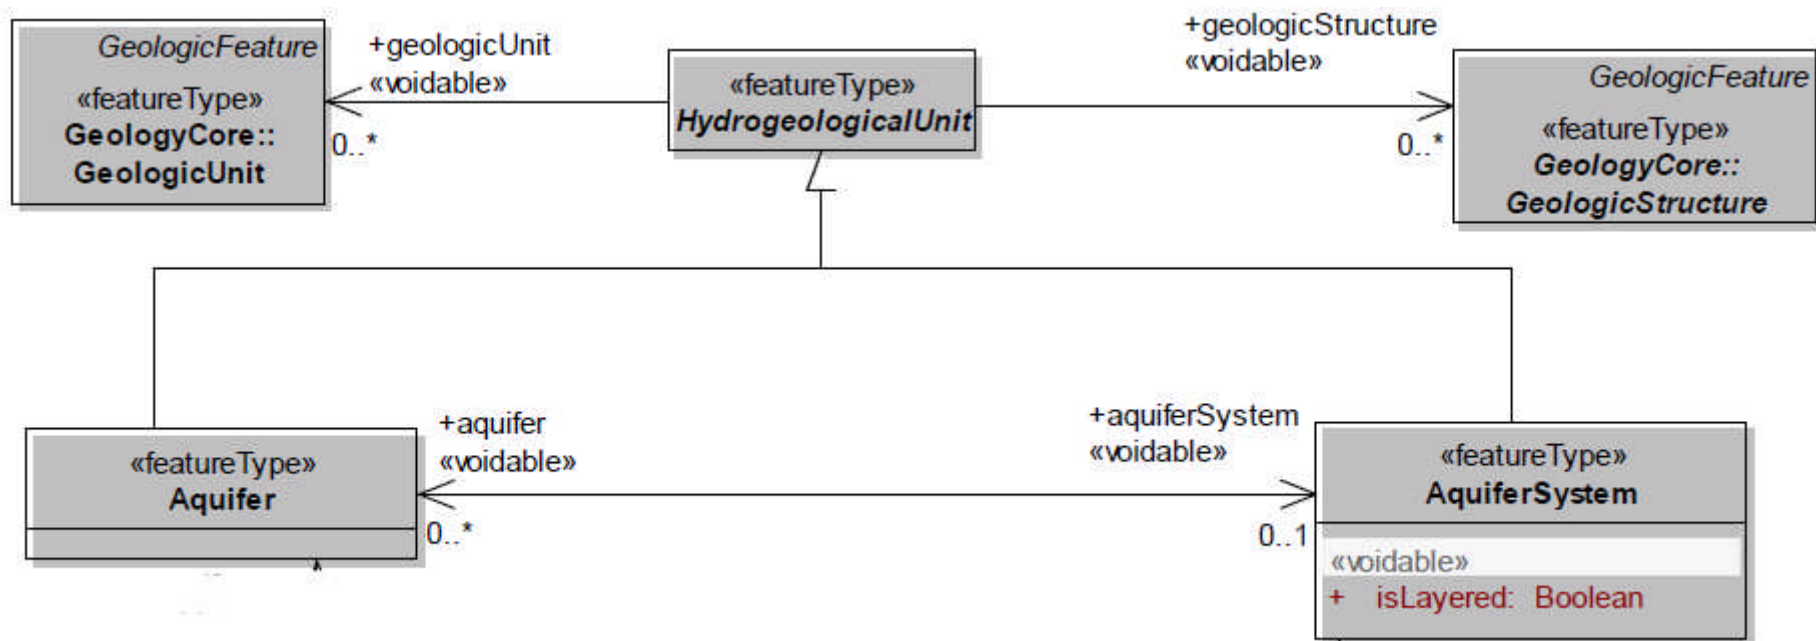 GeologicFeature
«featureType»
GeologyCore::
GeologicUnit
+geologicUnit
«voidable»
0..*
«featureType»
HydrogeologicalUnit
+geologicStructure
«voidable»
0..*
GeologicFeature
«featureType»
GeologyCore::
GeologicStructure
«featureType»
Aquifer
+aquifer
«voidable»
0..*
+aquiferSystem
«voidable»
0..1
«featureType»
AquiferSystem
«voidable»
+ isLayered: Boolean